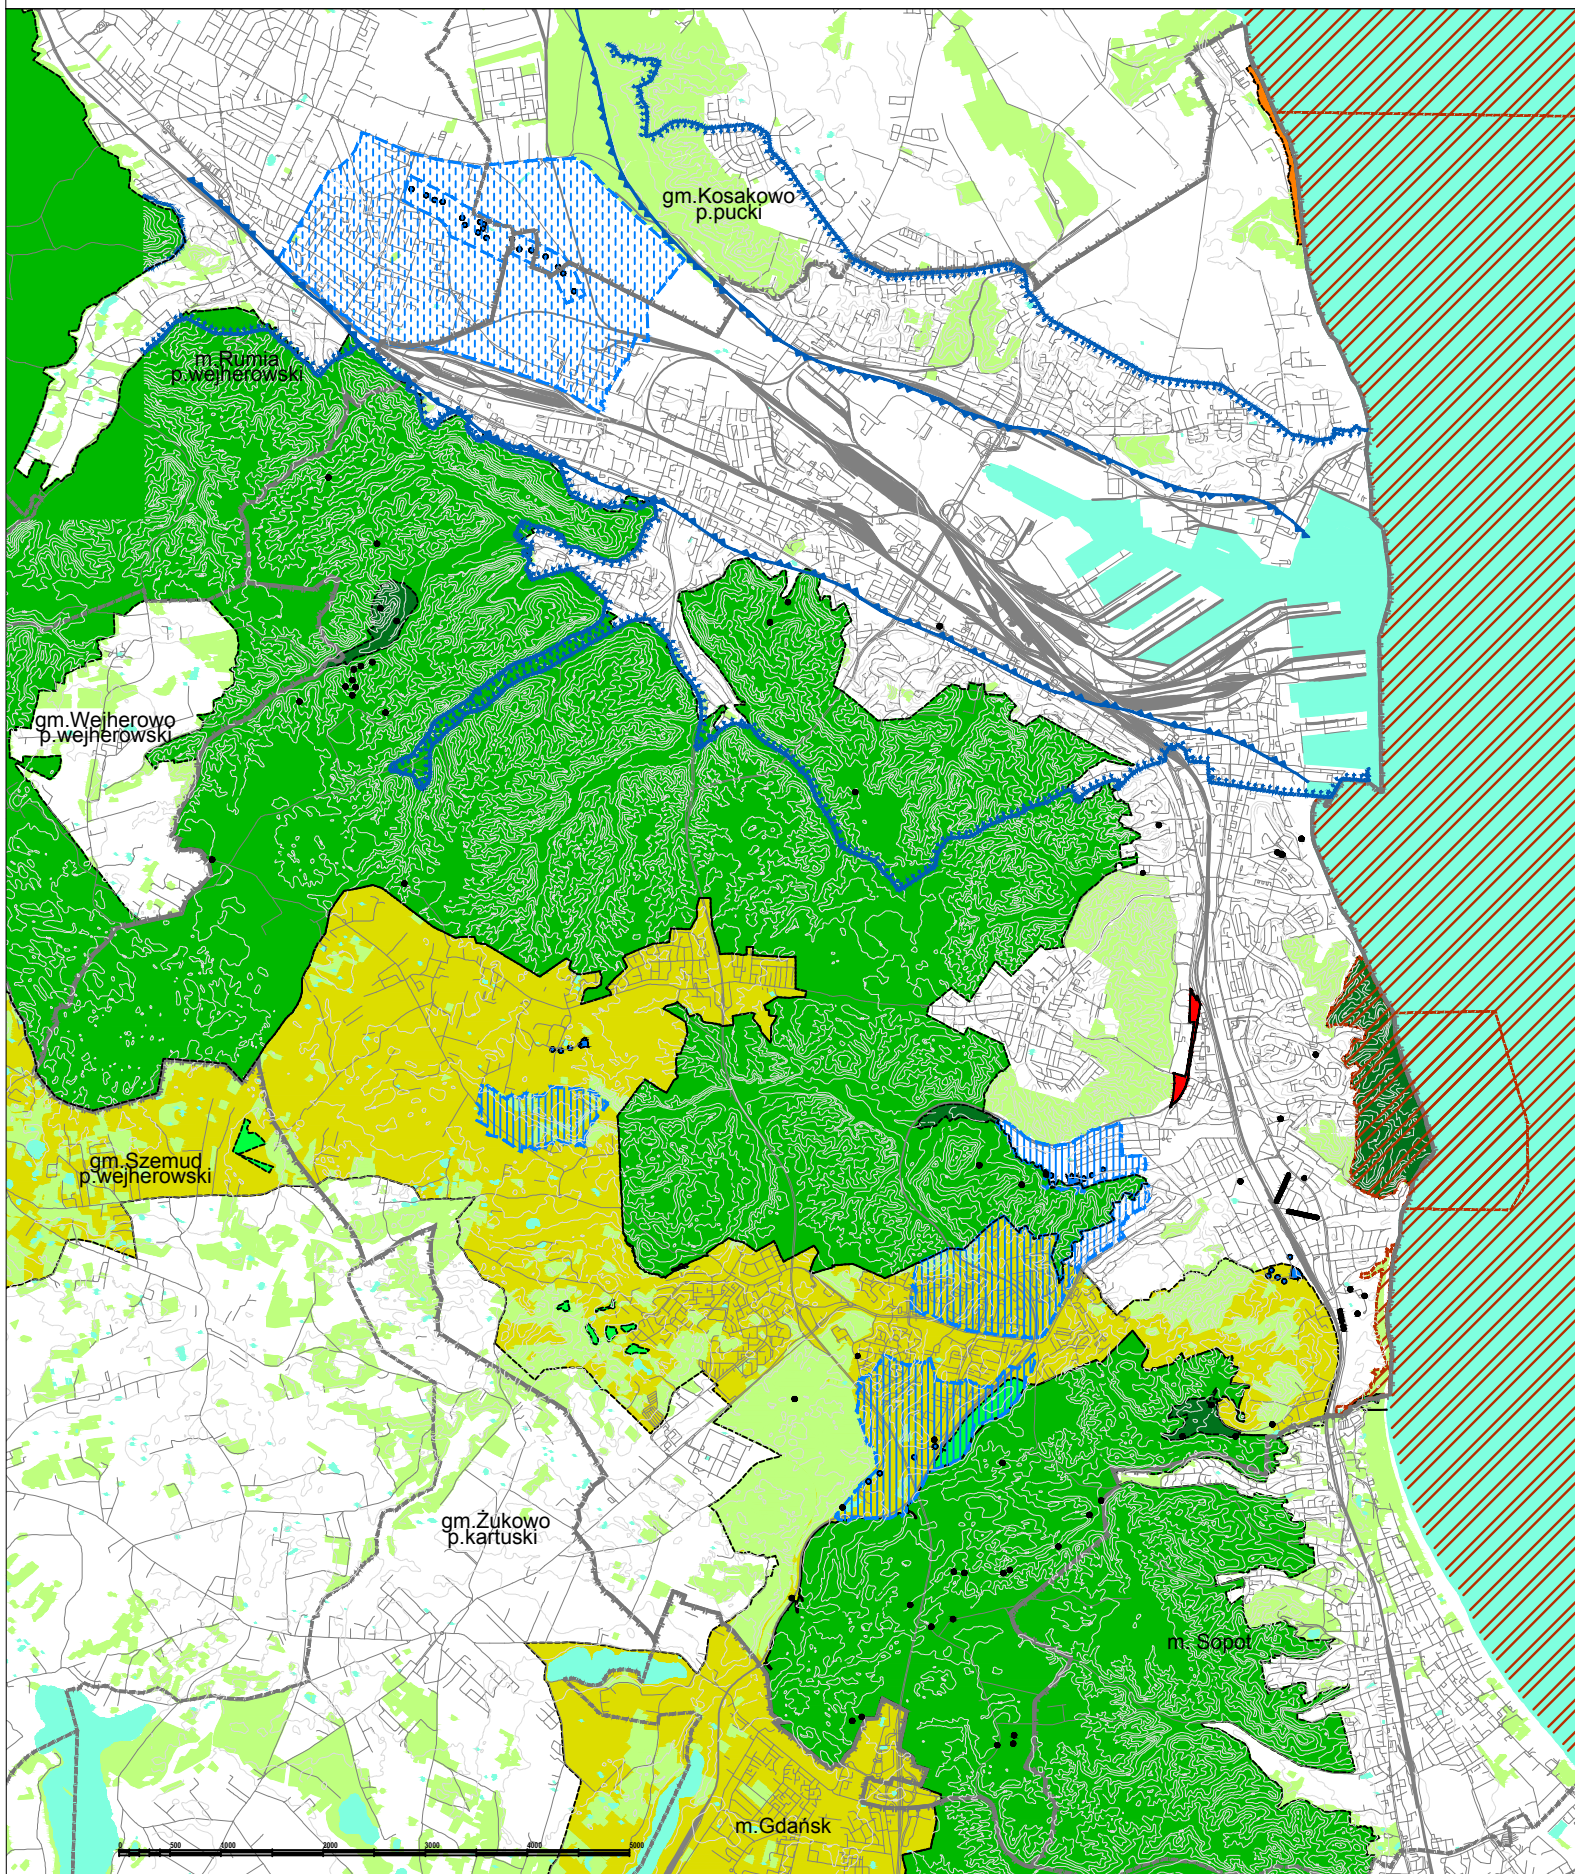 gm.Kosakowo
p.pucki
m.Rumia
p.wejherowski
gm.Wejherowo
p.wejherowski
gm.Szemud
p.wejherowski
gm.Żukowo
p.kartuski
m. Sopot
m.Gdańsk
0 500 1000 2000 3000 4000 5000